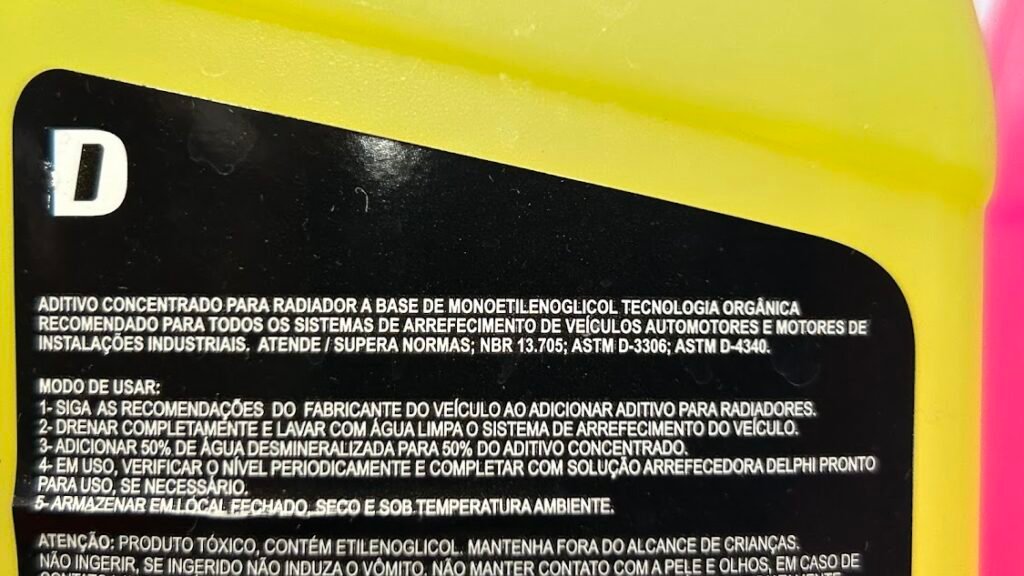 D
ADITIVO CONCENTRADO PARA RADIADOR A BASE DE MONOETILENOGLICOL TECNOLOGIA ORGÂNICA
RECOMENDADO PARA TODOS OS SISTEMAS DE ARREFECIMENTO DE VEÍCULOS AUTOMOTORES E MOTORES DE
INSTALAÇÕES INDUSTRIAIS. ATENDE / SUPERA NORMAS; NBR 13.705; ASTM D-3306; ASTM D-4340.
MODO DE USAR:
1- SIGA AS RECOMENDAÇÕES DO FABRICANTE DO VEÍCULO AO ADICIONAR ADITIVO PARA RADIADORES.
2- DRENAR COMPLETAMENTE E LAVAR COM ÁGUA LIMPA O SISTEMA DE ARREFECIMENTO DO VEÍCULO.
3- ADICIONAR 50% DE ÁGUA DESMINERALIZADA PARA 50% DO ADITIVO CONCENTRADO.
4- EM USO, VERIFICAR O NÍVEL PERIODICAMENTE E COMPLETAR COM SOLUÇÃO ARREFECEDORA DELPHI PRONTO
PARA USO, SE NECESSÁRIO.
5- ARMAZENAR EM LOCAL FECHADO, SECO E SOB TEMPERATURA AMBIENTE.
ATENÇÃO: PRODUTO TÓXICO, CONTÉM ETILENOGLICOL. MANTENHA FORA DO ALCANCE DE CRIANÇAS.
NÃO INGERIR, SE INGERIDO NÃO INDUZA O VÔMITO. NÃO MANTER CONTATO COM A PELE E OLHOS, EM CASO DE